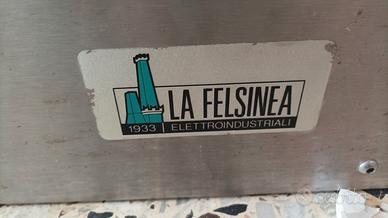 LA FELSINEA
1933 | ELETTROINDUSTRIALI